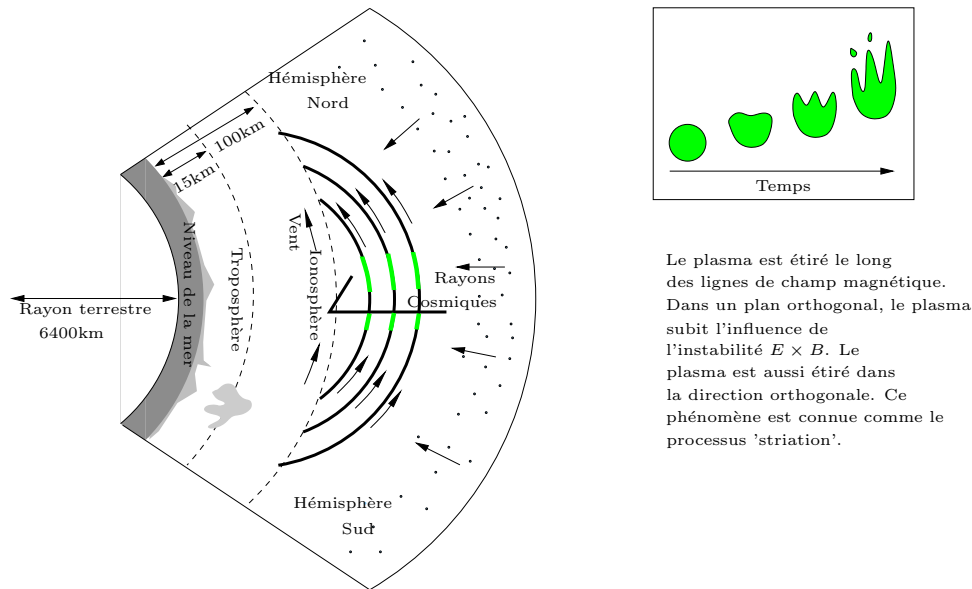 Hémisphère
Nord
100km
15km
Niveau de la mer
Troposphère
Vent
Ionosphère
Rayon terrestre
6400km
Rayons
Cosmiques
Hémisphère
Sud
Temps
Le plasma est étiré le long
des lignes de champ magnétique.
Dans un plan orthogonal, le plasma
subit l'influence de
l'instabilité E × B. Le
plasma est aussi étiré dans
la direction orthogonale. Ce
phénomène est connue comme le
processus 'striation'.